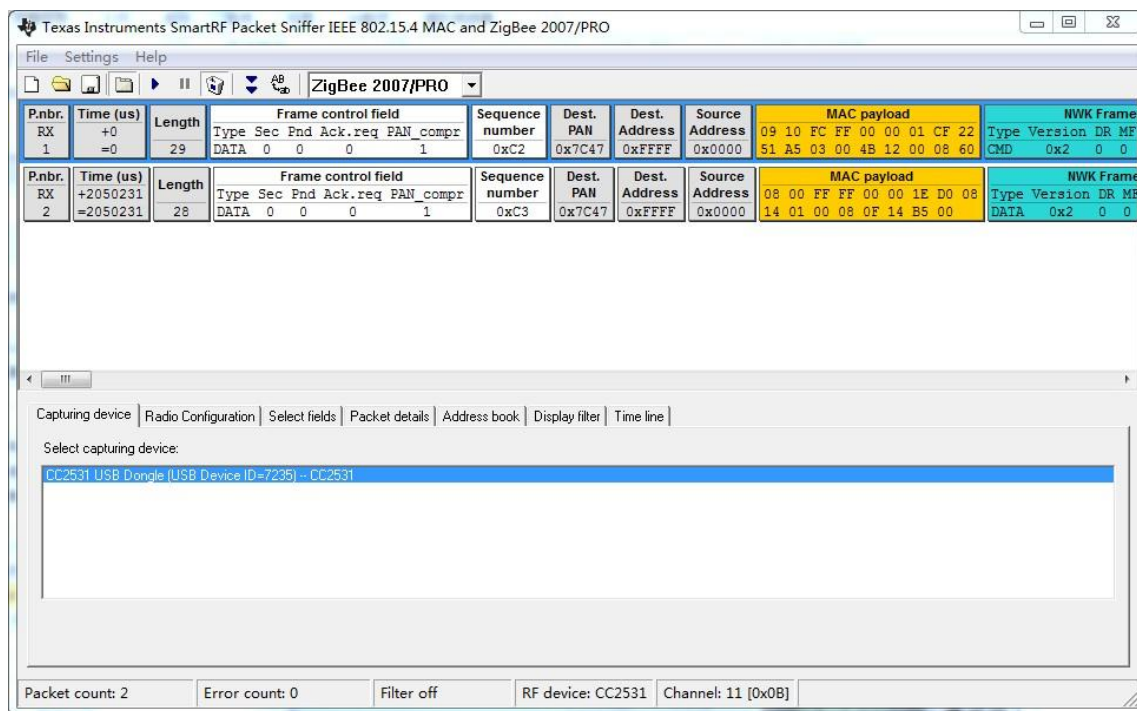 Texas Instruments SmartRF Packet Sniffer IEEE 802.15.4 MAC and ZigBee 2007/PRO
File Settings Help
ZigBee 2007/PRO
P.nbr. Time (us) Length Frame control field Sequence Dest. Dest. Source MAC payload NWK Frame
RX +0 Type Sec Pnd Ack.req PAN_compr number PAN Address Address 09 10 FC FF 00 00 01 CF 22 Type Version DR MF
1 =0 29 DATA 0 0 0 1 0xC2 0x7C47 0xFFFF 0x0000 51 A5 03 00 4B 12 00 08 60 CMD 0x2 0 0
P.nbr. Time (us) Length Frame control field Sequence Dest. Dest. Source MAC payload NWK Frame
RX +2050231 Type Sec Pnd Ack.req PAN_compr number PAN Address Address 08 00 FF FF 00 00 1E D0 08 Type Version DR MF
2 =2050231 28 DATA 0 0 0 1 0xC3 0x7C47 0xFFFF 0x0000 14 01 00 08 0F 14 B5 00 DATA 0x2 0 0
Capturing device Radio Configuration Select fields Packet details Address book Display filter Time line
Select capturing device:
CC2531 USB Dongle (USB Device ID=7235) -- CC2531
Packet count: 2 Error count: 0 Filter off RF device: CC2531 Channel: 11 [0x0B]